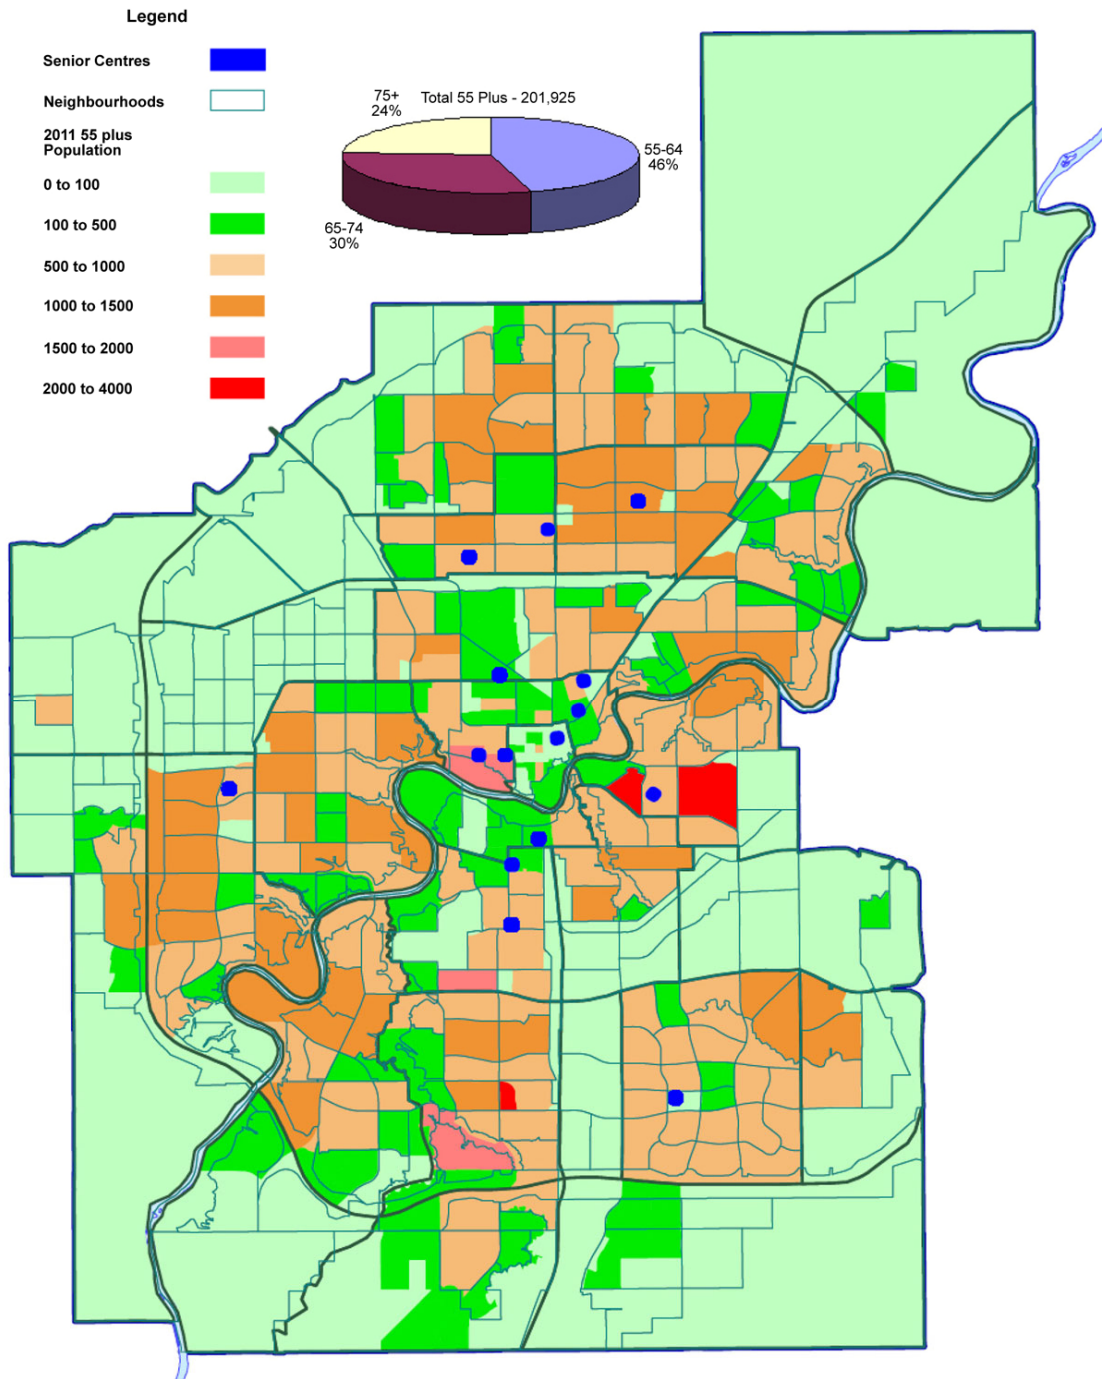 Legend
Senior Centres
Neighbourhoods
2011 55 plus
Population
0 to 100
100 to 500
500 to 1000
1000 to 1500
1500 to 2000
2000 to 4000
Total 55 Plus - 201,925
75+
24%
55-64
46%
65-74
30%